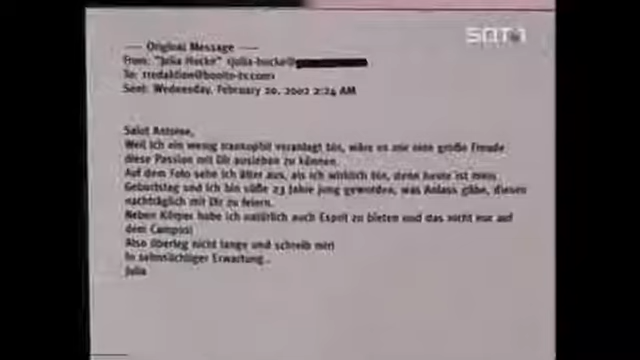 SAT.1
---- Original Message ----
From: "Julia Hucke" <julia-hucke@
To: <redaktion@bonito-tv.com>
Sent: Wednesday, February 20, 2002 2:24 AM
Salut Antoine,
Weil ich ein wenig frankophil veranlagt bin, wäre es mir eine große Freude
diese Passion mit Dir ausleben zu können.
Auf dem Foto sehe ich älter aus, als ich wirklich bin, denn heute ist mein
Geburtstag und ich bin süße 23 Jahre jung geworden, was Anlass gäbe, diesen
nachträglich mit Dir zu feiern.
Neben Körper habe ich natürlich auch Esprit zu bieten und das nicht nur auf
dem Campus!
Also überleg nicht lange und schreib mir!
In sehnsüchtiger Erwartung..
Julia